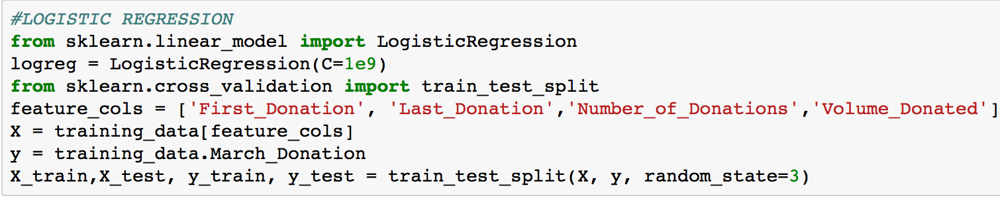 #LOGISTIC REGRESSION
from sklearn.linear_model import LogisticRegression
logreg = LogisticRegression(C=1e9)
from sklearn.cross_validation import train_test_split
feature_cols = ['First_Donation', 'Last_Donation','Number_of_Donations','Volume_Donated']
X = training_data[feature_cols]
y = training_data.March_Donation
X_train,X_test, y_train, y_test = train_test_split(X, y, random_state=3)